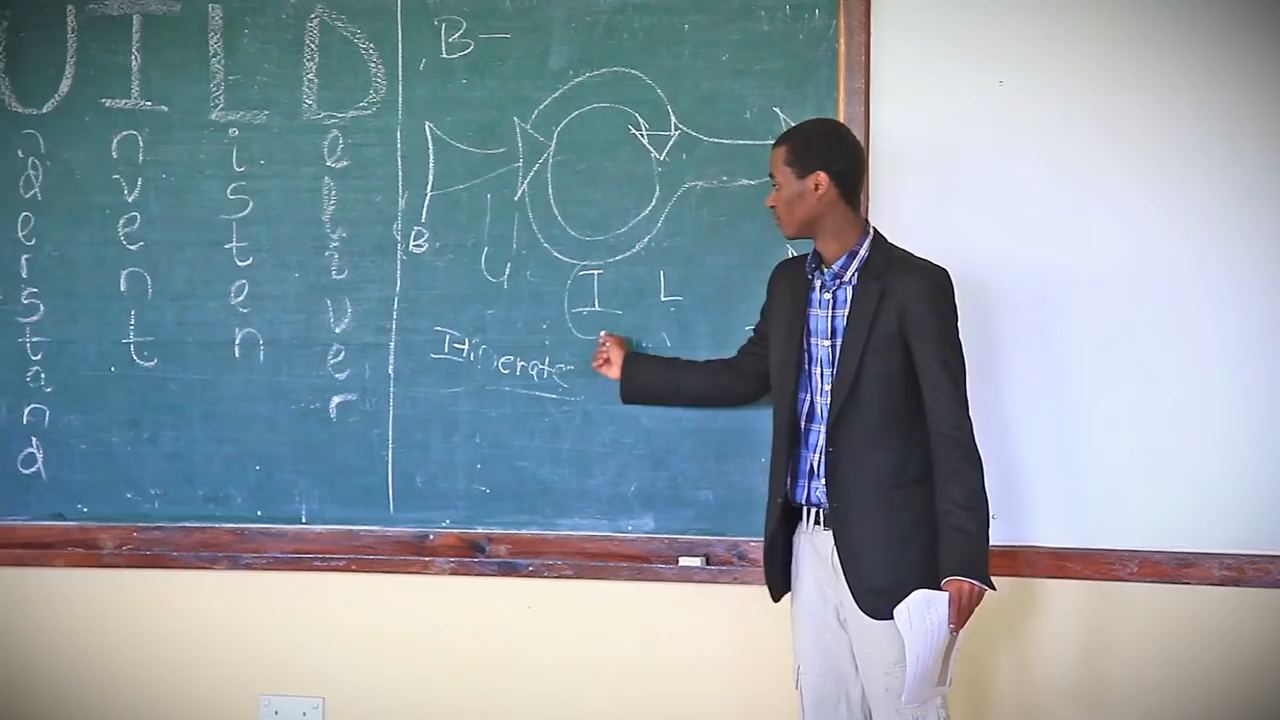 UILD
nderstand
nvent
isten
eliver
B-
B
U
I
L
Itinerate